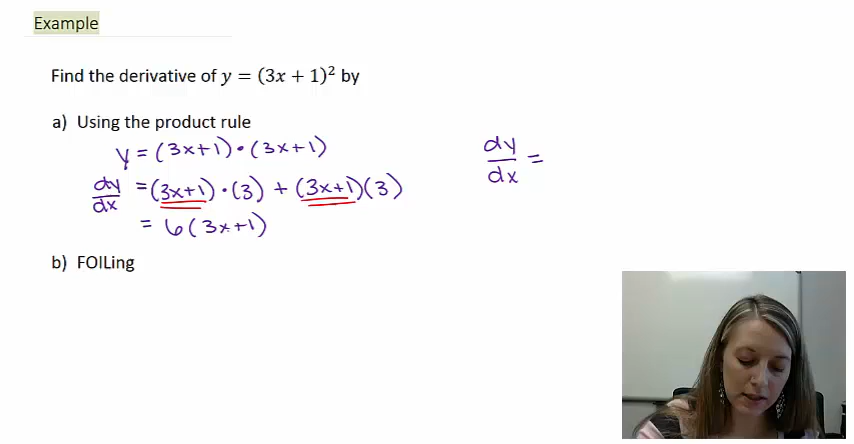 Example
Find the derivative of y = (3x + 1)² by
a) Using the product rule
y = (3x+1)•(3x+1)
dy/dx = (3x+1)•(3) + (3x+1)(3)
= 6(3x+1)
dy/dx =
b) FOILing